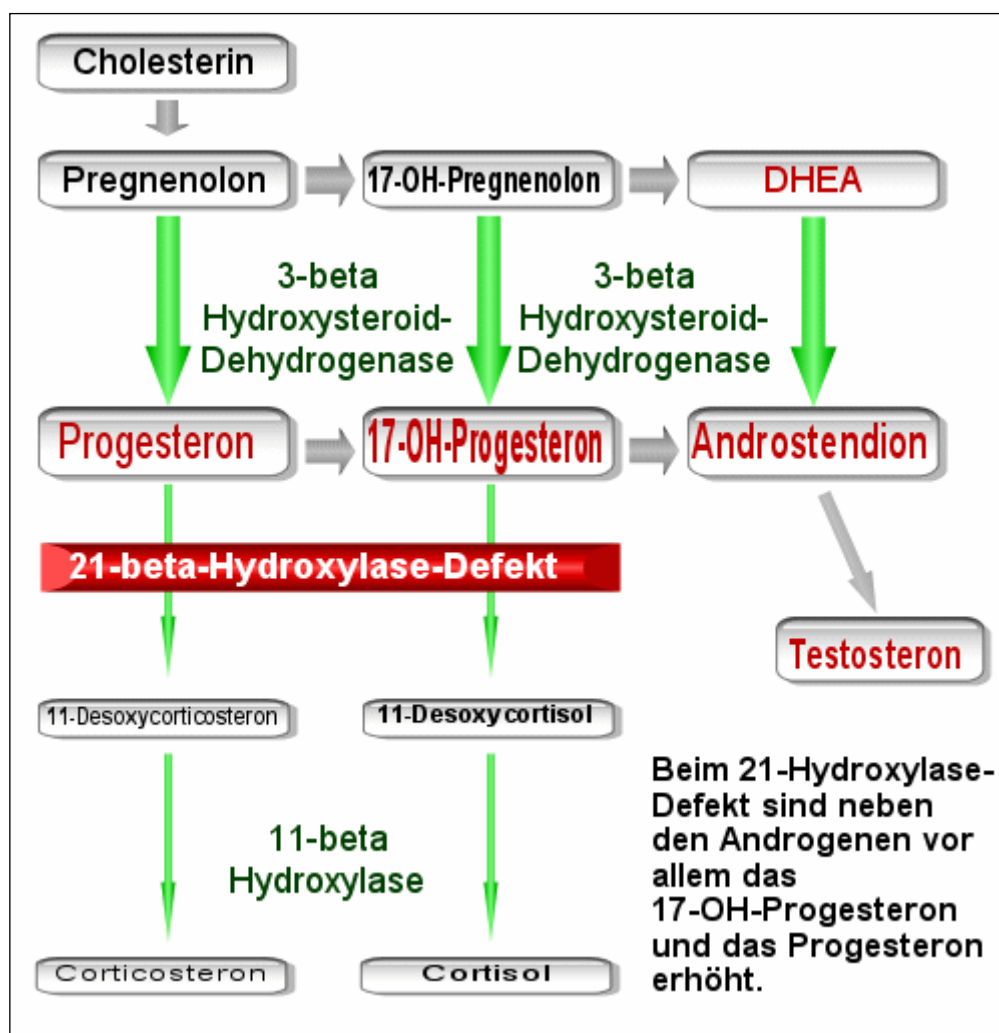 Cholesterin
Pregnenolon
17-OH-Pregnenolon
DHEA
3-beta
Hydroxysteroid-
Dehydrogenase
3-beta
Hydroxysteroid-
Dehydrogenase
Progesteron
17-OH-Progesteron
Androstendion
21-beta-Hydroxylase-Defekt
Testosteron
11-Desoxycorticosteron
11-Desoxycortisol
11-beta
Hydroxylase
Corticosteron
Cortisol
Beim 21-Hydroxylase-
Defekt sind neben
den Androgenen vor
allem das
17-OH-Progesteron
und das Progesteron
erhöht.